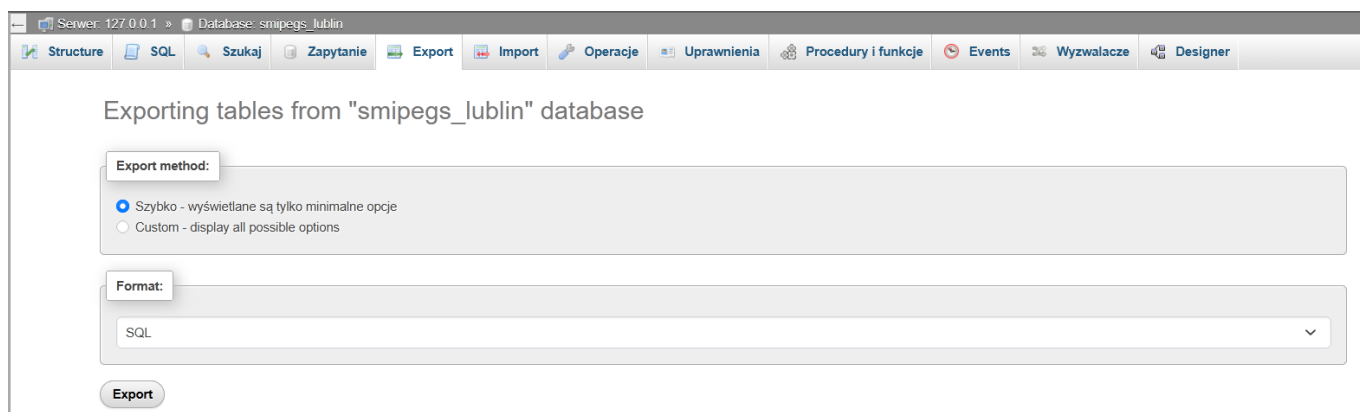 Serwer: 127.0.0.1 » Database: smipegs_lublin
Structure SQL Szukaj Zapytanie Export Import Operacje Uprawnienia Procedury i funkcje Events Wyzwalacze Designer
Exporting tables from "smipegs_lublin" database
Export method:
Szybko - wyświetlane są tylko minimalne opcje
Custom - display all possible options
Format:
SQL
Export